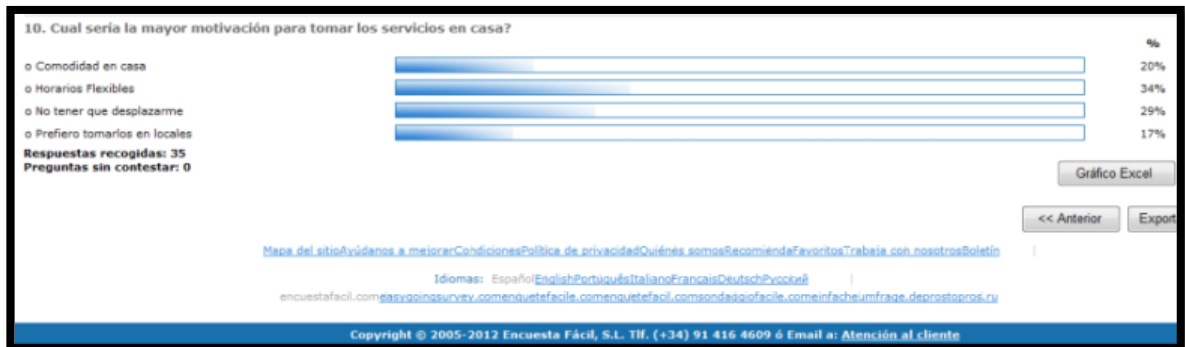 10. Cual sería la mayor motivación para tomar los servicios en casa?
%
o Comodidad en casa 20%
o Horarios Flexibles 34%
o No tener que desplazarme 29%
o Prefiero tomarlos en locales 17%
Respuestas recogidas: 35
Preguntas sin contestar: 0
Gráfico Excel
<< Anterior Export
Mapa del sitioAyúdanos a mejorarCondicionesPolítica de privacidadQuiénes somosRecomiendaFavoritosTrabaja con nosotrosBoletín
Idiomas: EspañolEnglishPortuguêsItalianoFrançaisDeutschРусский
encuestafacil.comeasygoingsurvey.comenquetefacile.comenquetefacil.comsondaggiofacile.comeinfacheumfrage.deprostopros.ru
Copyright © 2005-2012 Encuesta Fácil, S.L. Tlf. (+34) 91 416 4609 ó Email a: Atención al cliente